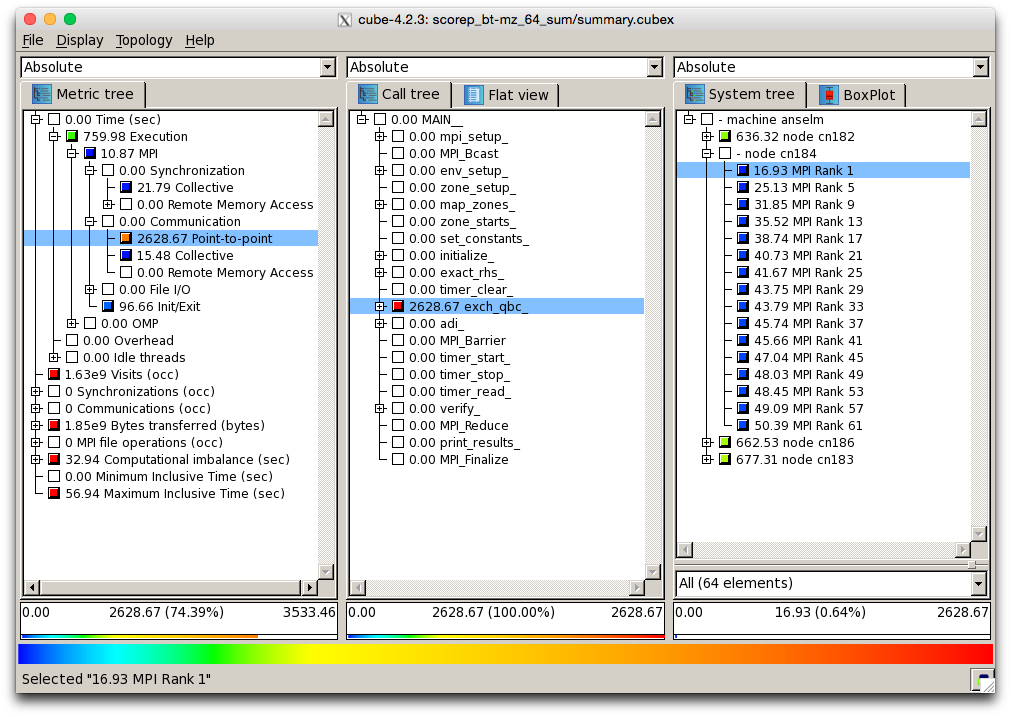 cube-4.2.3: scorep_bt-mz_64_sum/summary.cubex
File Display Topology Help
Absolute
Metric tree
0.00 Time (sec)
759.98 Execution
10.87 MPI
0.00 Synchronization
21.79 Collective
0.00 Remote Memory Access
0.00 Communication
2628.67 Point-to-point
15.48 Collective
0.00 Remote Memory Access
0.00 File I/O
96.66 Init/Exit
0.00 OMP
0.00 Overhead
0.00 Idle threads
1.63e9 Visits (occ)
0 Synchronizations (occ)
0 Communications (occ)
1.85e9 Bytes transferred (bytes)
0 MPI file operations (occ)
32.94 Computational imbalance (sec)
0.00 Minimum Inclusive Time (sec)
56.94 Maximum Inclusive Time (sec)
0.00 2628.67 (74.39%) 3533.46
Absolute
Call tree Flat view
0.00 MAIN__
0.00 mpi_setup_
0.00 MPI_Bcast
0.00 env_setup_
0.00 zone_setup_
0.00 map_zones_
0.00 zone_starts_
0.00 set_constants_
0.00 initialize_
0.00 exact_rhs_
0.00 timer_clear_
2628.67 exch_qbc_
0.00 adi_
0.00 MPI_Barrier
0.00 timer_start_
0.00 timer_stop_
0.00 timer_read_
0.00 verify_
0.00 MPI_Reduce
0.00 print_results_
0.00 MPI_Finalize
0.00 2628.67 (100.00%) 2628.67
Absolute
System tree BoxPlot
- machine anselm
636.32 node cn182
- node cn184
16.93 MPI Rank 1
25.13 MPI Rank 5
31.85 MPI Rank 9
35.52 MPI Rank 13
38.74 MPI Rank 17
40.73 MPI Rank 21
41.67 MPI Rank 25
43.75 MPI Rank 29
43.79 MPI Rank 33
45.74 MPI Rank 37
45.66 MPI Rank 41
47.04 MPI Rank 45
48.03 MPI Rank 49
48.45 MPI Rank 53
49.09 MPI Rank 57
50.39 MPI Rank 61
662.53 node cn186
677.31 node cn183
All (64 elements)
0.00 16.93 (0.64%) 2628.67
Selected "16.93 MPI Rank 1"